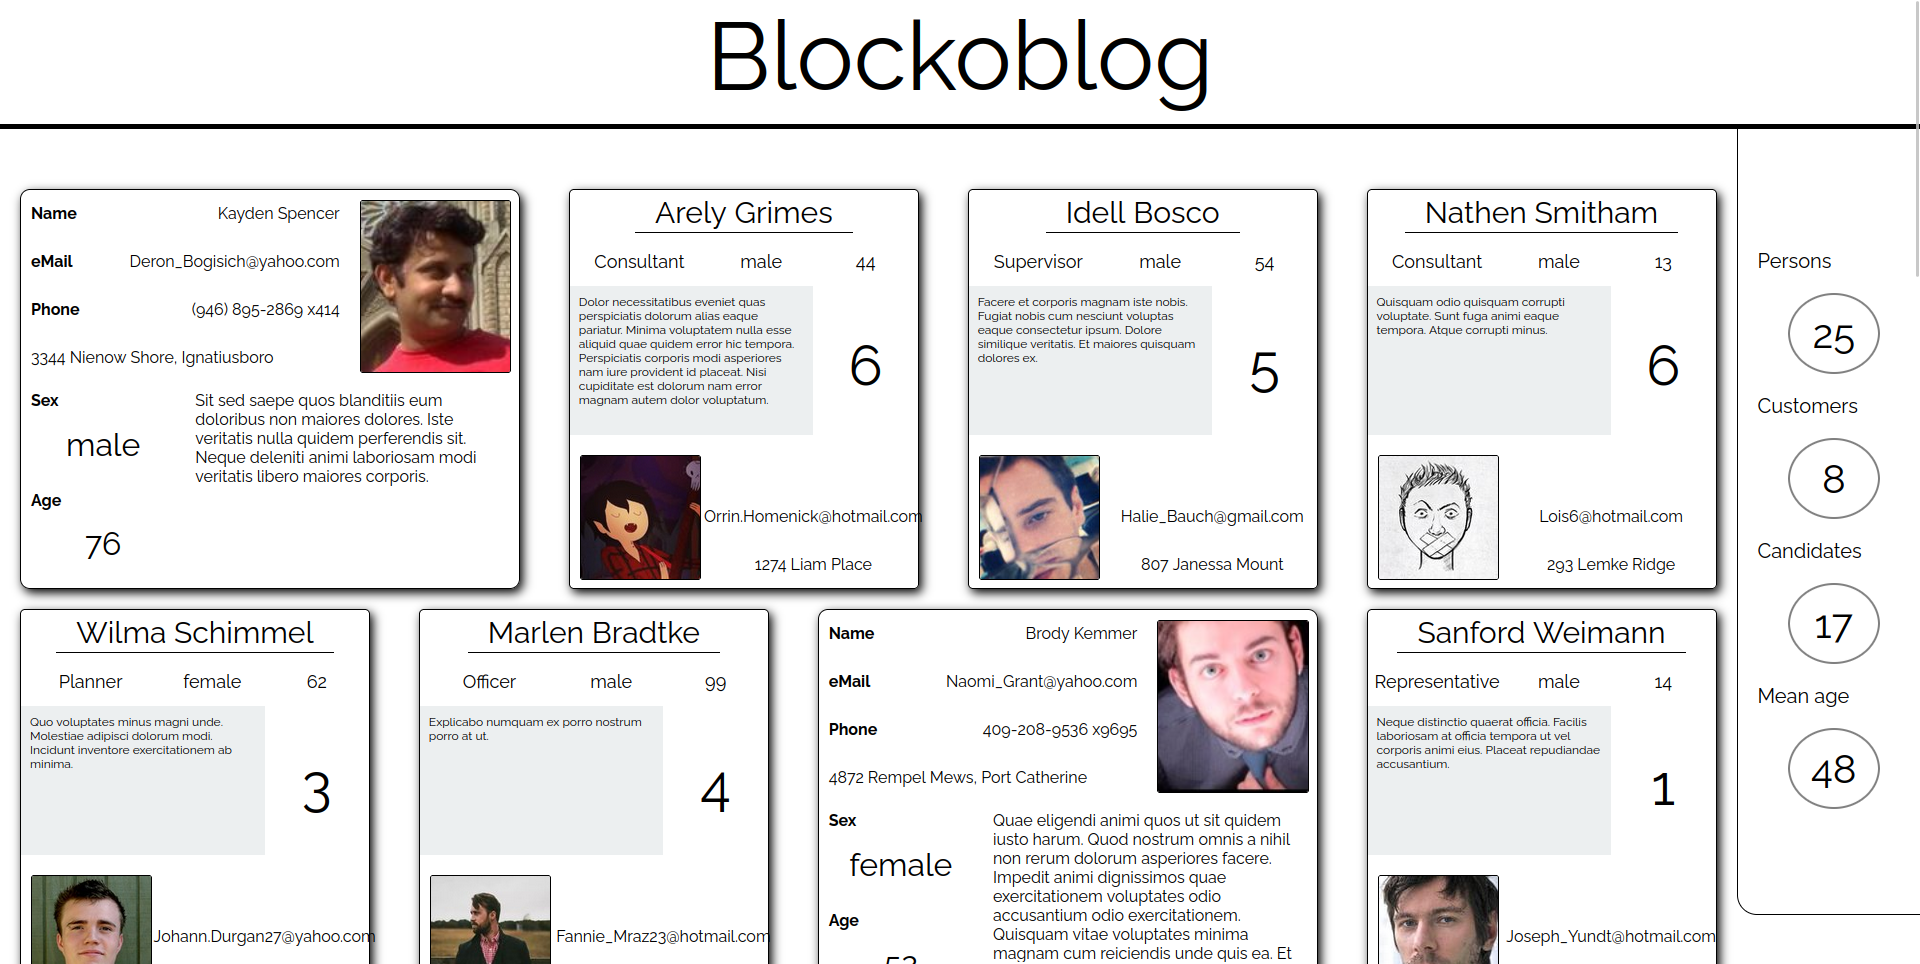 Blockoblog
Name Kayden Spencer
eMail Deron_Bogisich@yahoo.com
Phone (946) 895-2869 x414
3344 Nienow Shore, Ignatiusboro
Sex
male
Age
76
Sit sed saepe quos blanditiis eum
doloribus non maiores dolores. Iste
veritatis nulla quidem perferendis sit.
Neque deleniti animi laboriosam modi
veritatis libero maiores corporis.
Arely Grimes
Consultant male 44
Dolor necessitatibus eveniet quas
perspiciatis dolorum alias eaque
pariatur. Minima voluptatem nulla esse
aliquid quae quidem error hic tempora.
Perspiciatis corporis modi asperiores
nam iure provident id placeat. Nisi
cupiditate est dolorum nam error
magnam autem dolor voluptatum.
6
Orrin.Homenick@hotmail.com
1274 Liam Place
Idell Bosco
Supervisor male 54
Facere et corporis magnam iste nobis.
Fugiat nobis cum nesciunt voluptas
eaque consectetur ipsum. Dolore
similique veritatis. Et maiores quisquam
dolores ex.
5
Halie_Bauch@gmail.com
807 Janessa Mount
Nathen Smitham
Consultant male 13
Quisquam odio quisquam corrupti
voluptate. Sunt fuga animi eaque
tempora. Atque corrupti minus.
6
Lois6@hotmail.com
293 Lemke Ridge
Wilma Schimmel
Planner female 62
Quo voluptates minus magni unde.
Molestiae adipisci dolorum modi.
Incidunt inventore exercitationem ab
minima.
3
Johann.Durgan27@yahoo.com
Marlen Bradtke
Officer male 99
Explicabo numquam ex porro nostrum
porro at ut.
4
Fannie_Mraz23@hotmail.com
Name Brody Kemmer
eMail Naomi_Grant@yahoo.com
Phone 409-208-9536 x9695
4872 Rempel Mews, Port Catherine
Sex
female
Age
Quae eligendi animi quos ut sit quidem
iusto harum. Quod nostrum omnis a nihil
non rerum dolorum asperiores facere.
Impedit animi dignissimos quae
exercitationem voluptates odio
accusantium odio exercitationem.
Quisquam vitae voluptates minima
magnam cum reiciendis unde quis ea. Et
Sanford Weimann
Representative male 14
Neque distinctio quaerat officia. Facilis
laboriosam at officia tempora ut vel
corporis animi eius. Placeat repudiandae
accusantium.
1
Joseph_Yundt@hotmail.com
Persons
25
Customers
8
Candidates
17
Mean age
48